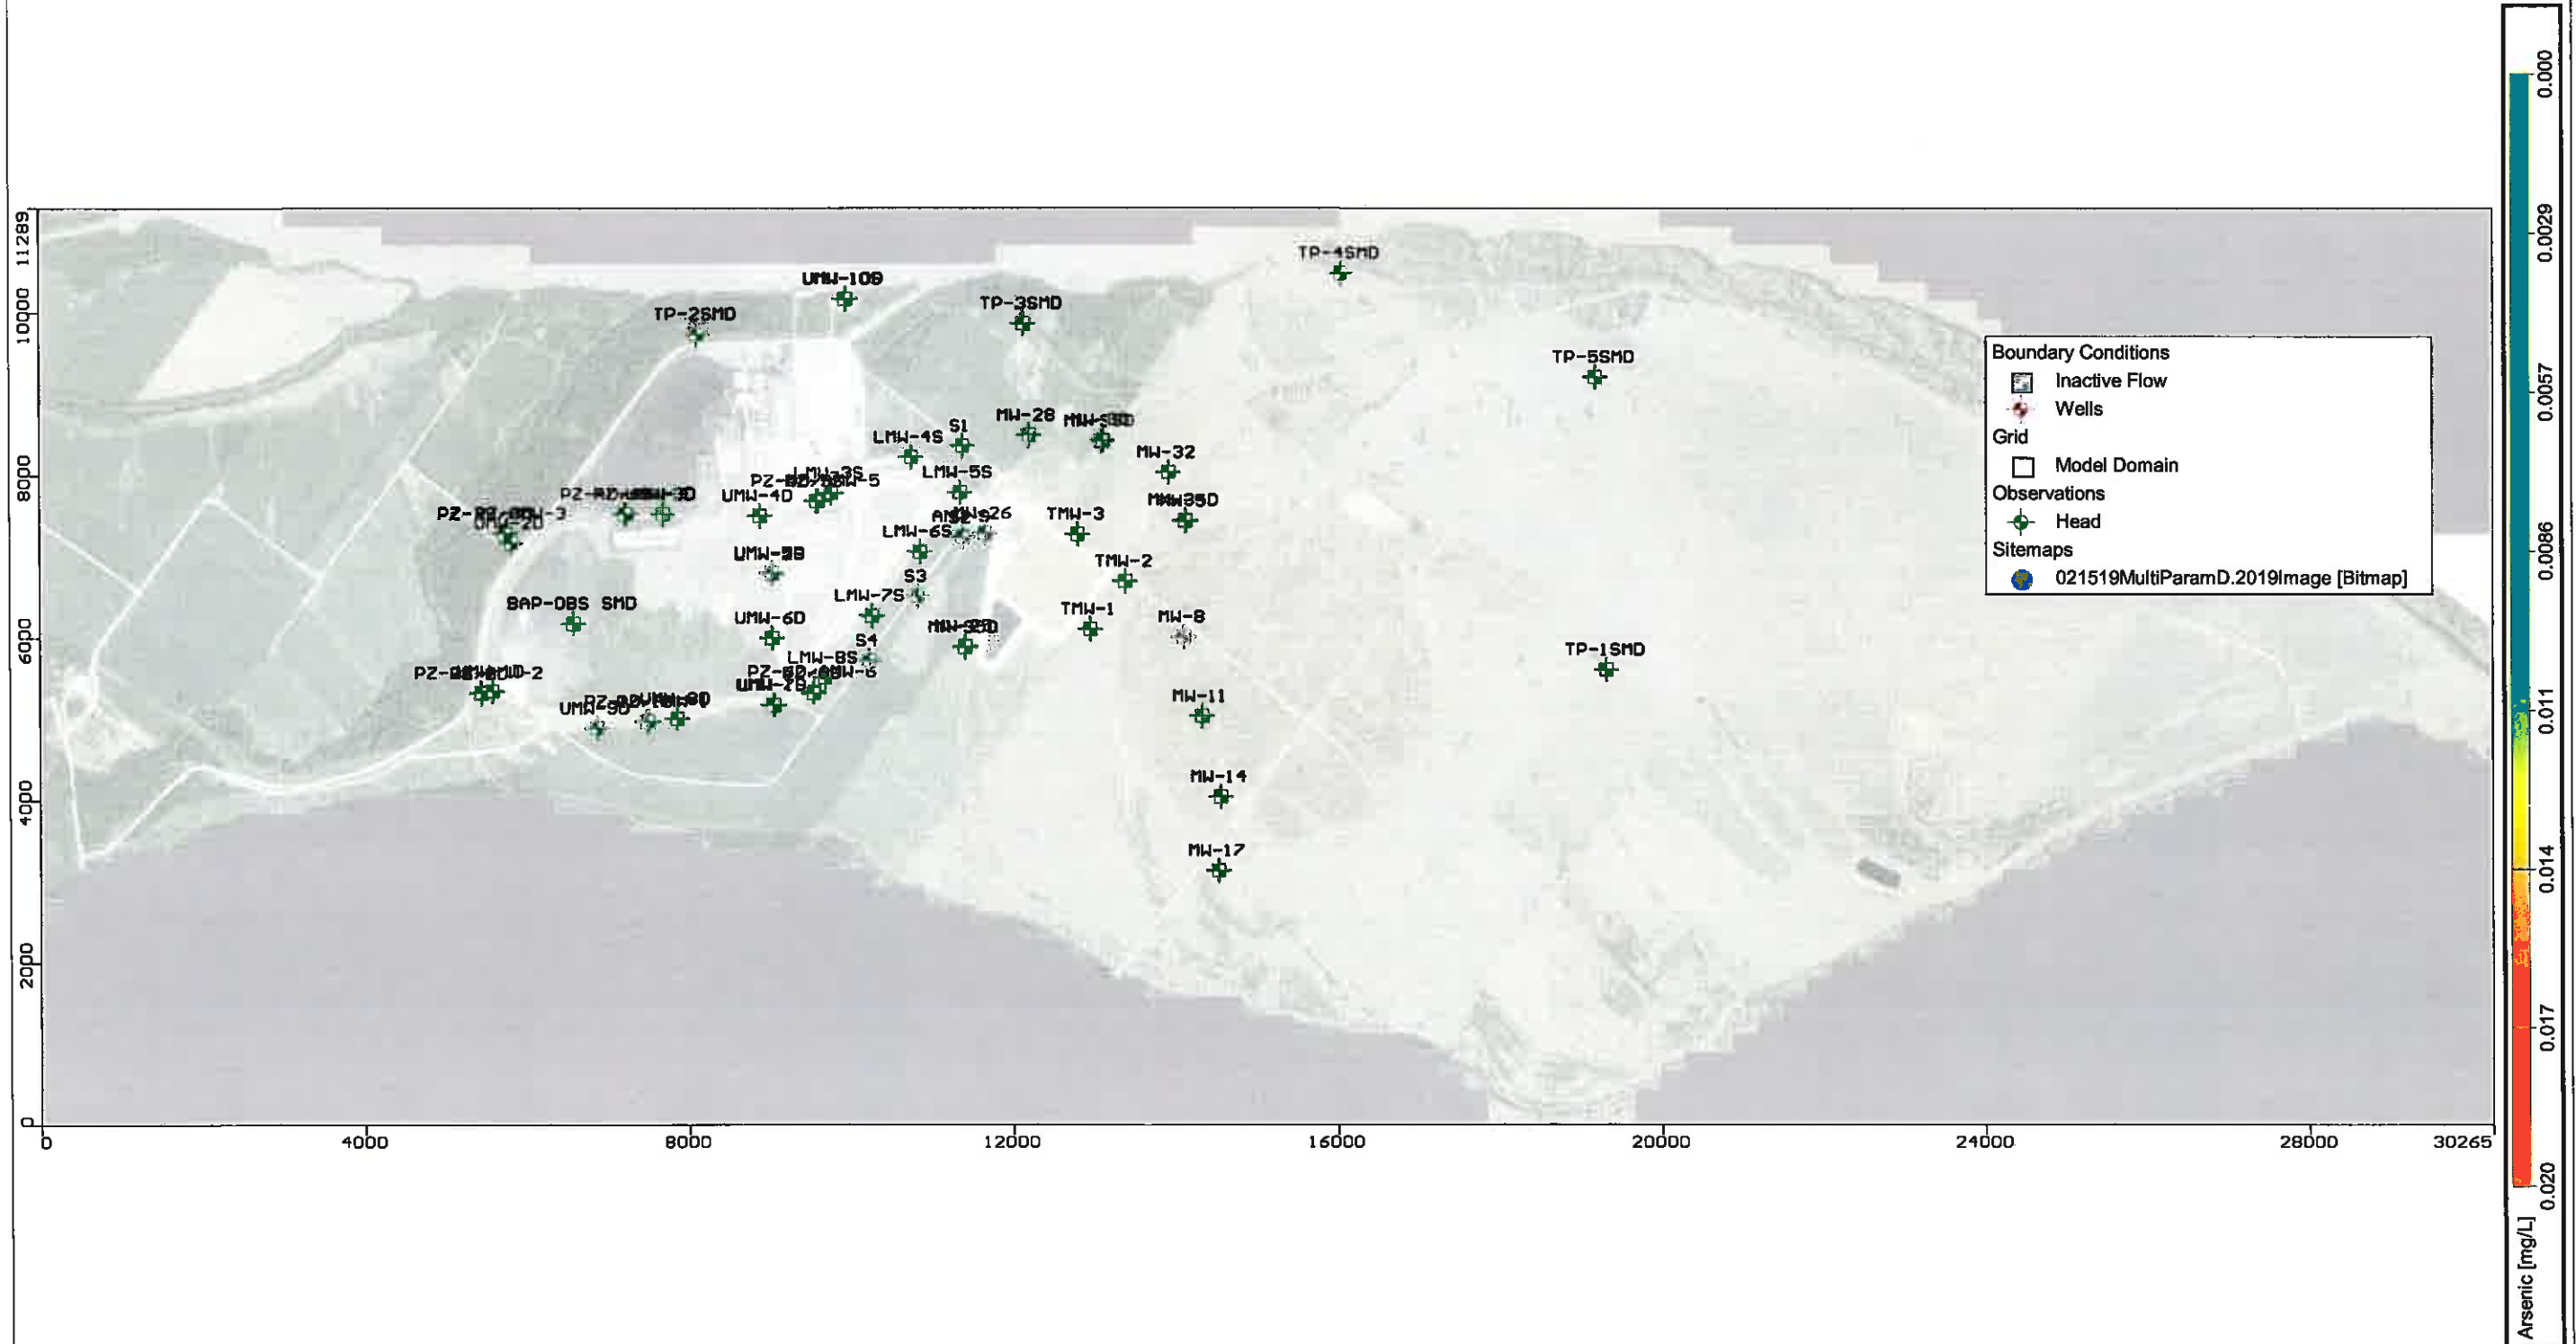 TP-4SMD
UMW-10S
TP-3SMD
TP-2SMD
TP-5SMD
MW-28
S1
LMW-4S
MW-32
LMW-5S
LMW-3S
UMW-4D
TMW-3
LMW-6S
TMW-2
S3
LMW-7S
BAP-OBS SMD
TMW-1
UMW-6D
MW-8
S4
LMW-8S
TP-1SMD
MW-11
MW-14
MW-17
Boundary Conditions
Inactive Flow
Wells
Grid
Model Domain
Observations
Head
Sitemaps
021519MultiParamD.2019Image [Bitmap]
11289
10000
8000
6000
4000
2000
0
0 4000 8000 12000 16000 20000 24000 28000 30265
0.000
0.0029
0.0057
0.0086
0.011
0.014
0.017
0.020
Arsenic [mg/L]